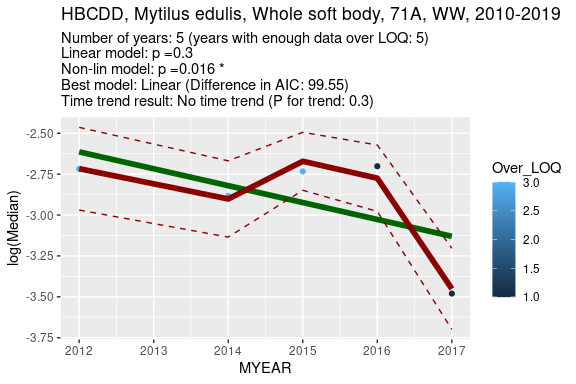 HBCDD, Mytilus edulis, Whole soft body, 71A, WW, 2010-2019
Number of years: 5 (years with enough data over LOQ: 5)
Linear model: p =0.3
Non-lin model: p =0.016 *
Best model: Linear (Difference in AIC: 99.55)
Time trend result: No time trend (P for trend: 0.3)
log(Median)
-2.50
-2.75
-3.00
-3.25
-3.50
-3.75
2012
2013
2014
2015
2016
2017
MYEAR
Over_LOQ
3.0
2.5
2.0
1.5
1.0